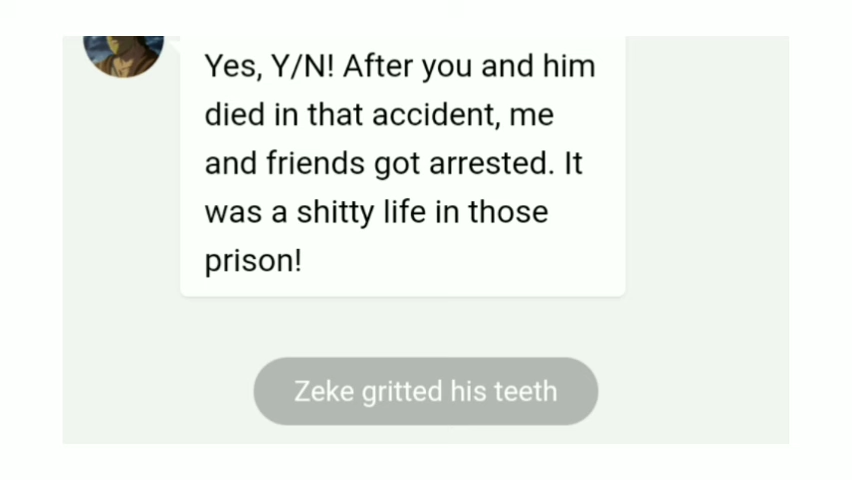 Yes, Y/N! After you and him
died in that accident, me
and friends got arrested. It
was a shitty life in those
prison!
Zeke gritted his teeth